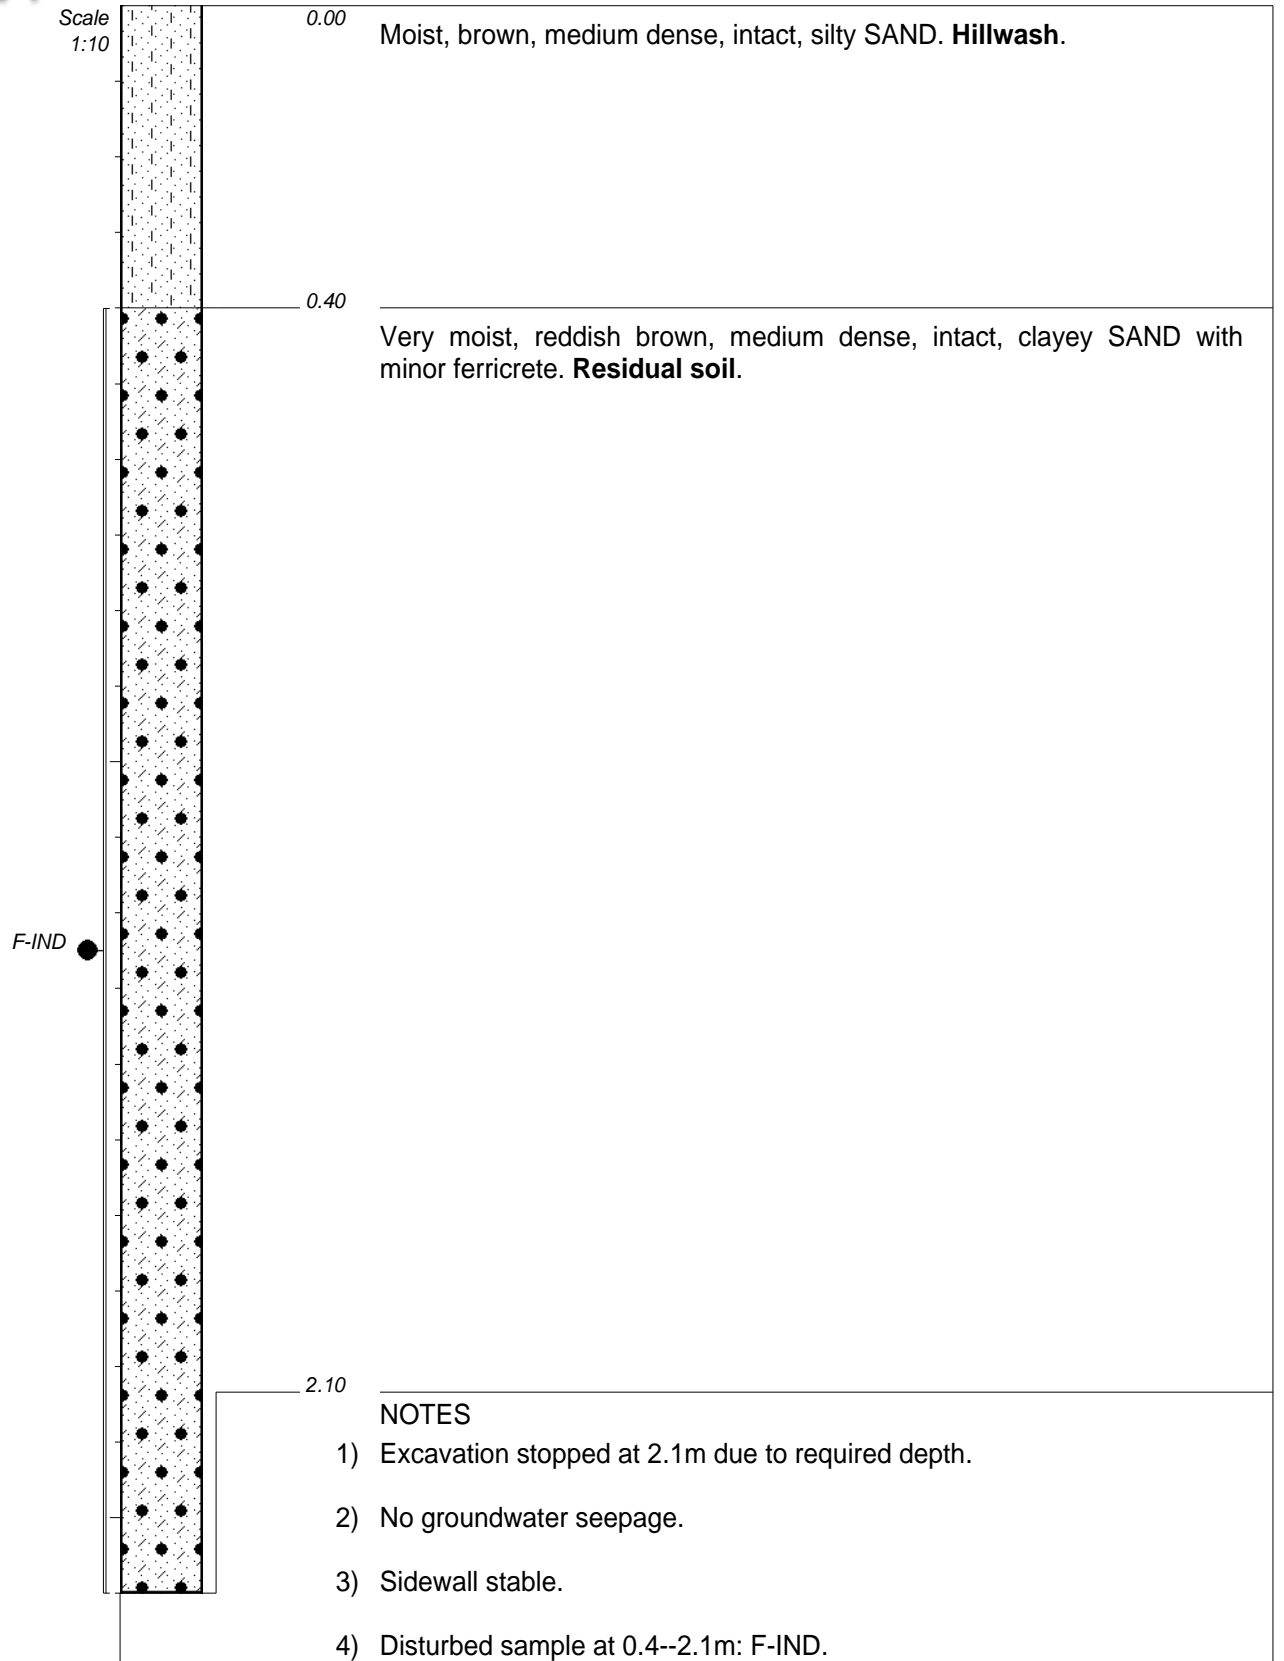 Scale
1:10
0.00
Moist, brown, medium dense, intact, silty SAND. Hillwash.
0.40
Very moist, reddish brown, medium dense, intact, clayey SAND with
minor ferricrete. Residual soil.
F-IND
2.10
NOTES
1) Excavation stopped at 2.1m due to required depth.
2) No groundwater seepage.
3) Sidewall stable.
4) Disturbed sample at 0.4--2.1m: F-IND.